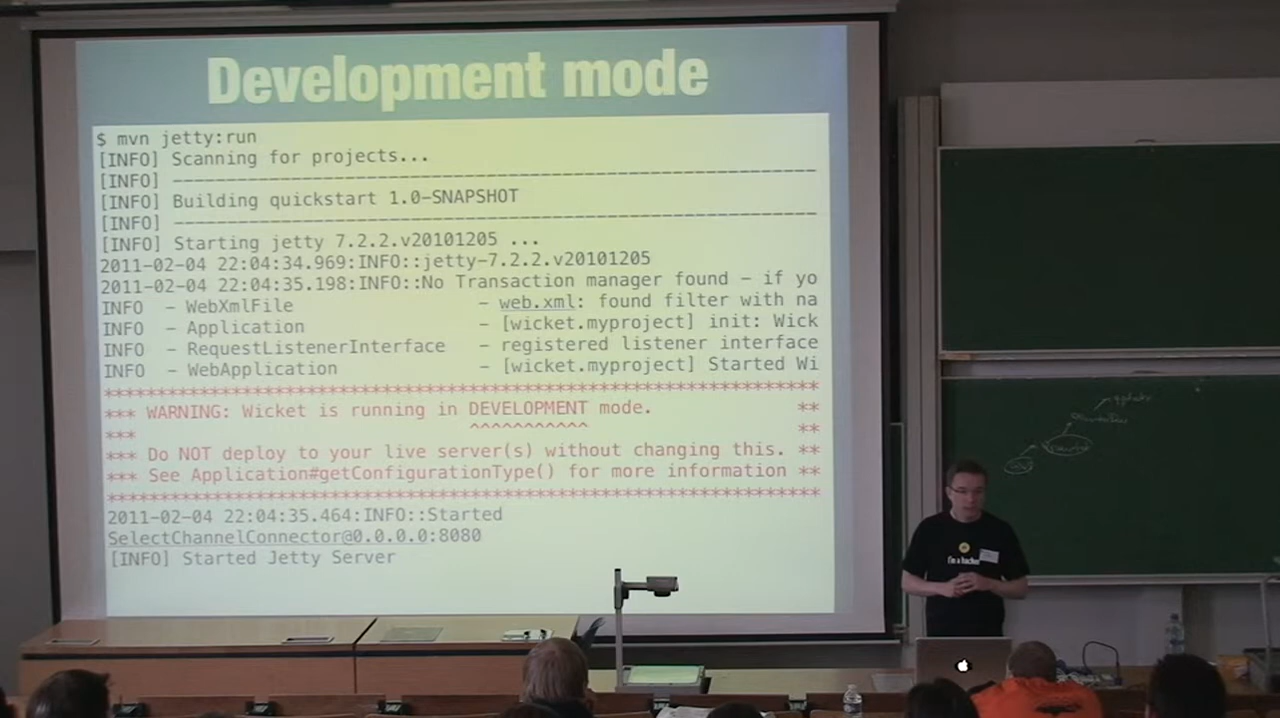 Development mode
$ mvn jetty:run
[INFO] Scanning for projects...
[INFO] ------------------------------------------------------------
[INFO] Building quickstart 1.0-SNAPSHOT
[INFO] ------------------------------------------------------------
[INFO] Starting jetty 7.2.2.v20101205 ...
2011-02-04 22:04:34.969:INFO::jetty-7.2.2.v20101205
2011-02-04 22:04:35.198:INFO::No Transaction manager found - if yo
INFO - WebXmlFile - web.xml: found filter with na
INFO - Application - [wicket.myproject] init: Wick
INFO - RequestListenerInterface - registered listener interface
INFO - WebApplication - [wicket.myproject] Started Wi
********************************************************************
*** WARNING: Wicket is running in DEVELOPMENT mode. **
*** ^^^^^^^^^^^ **
*** Do NOT deploy to your live server(s) without changing this. **
*** See Application#getConfigurationType() for more information **
********************************************************************
2011-02-04 22:04:35.464:INFO::Started
SelectChannelConnector@0.0.0.0:8080
[INFO] Started Jetty Server
I'm a hacker